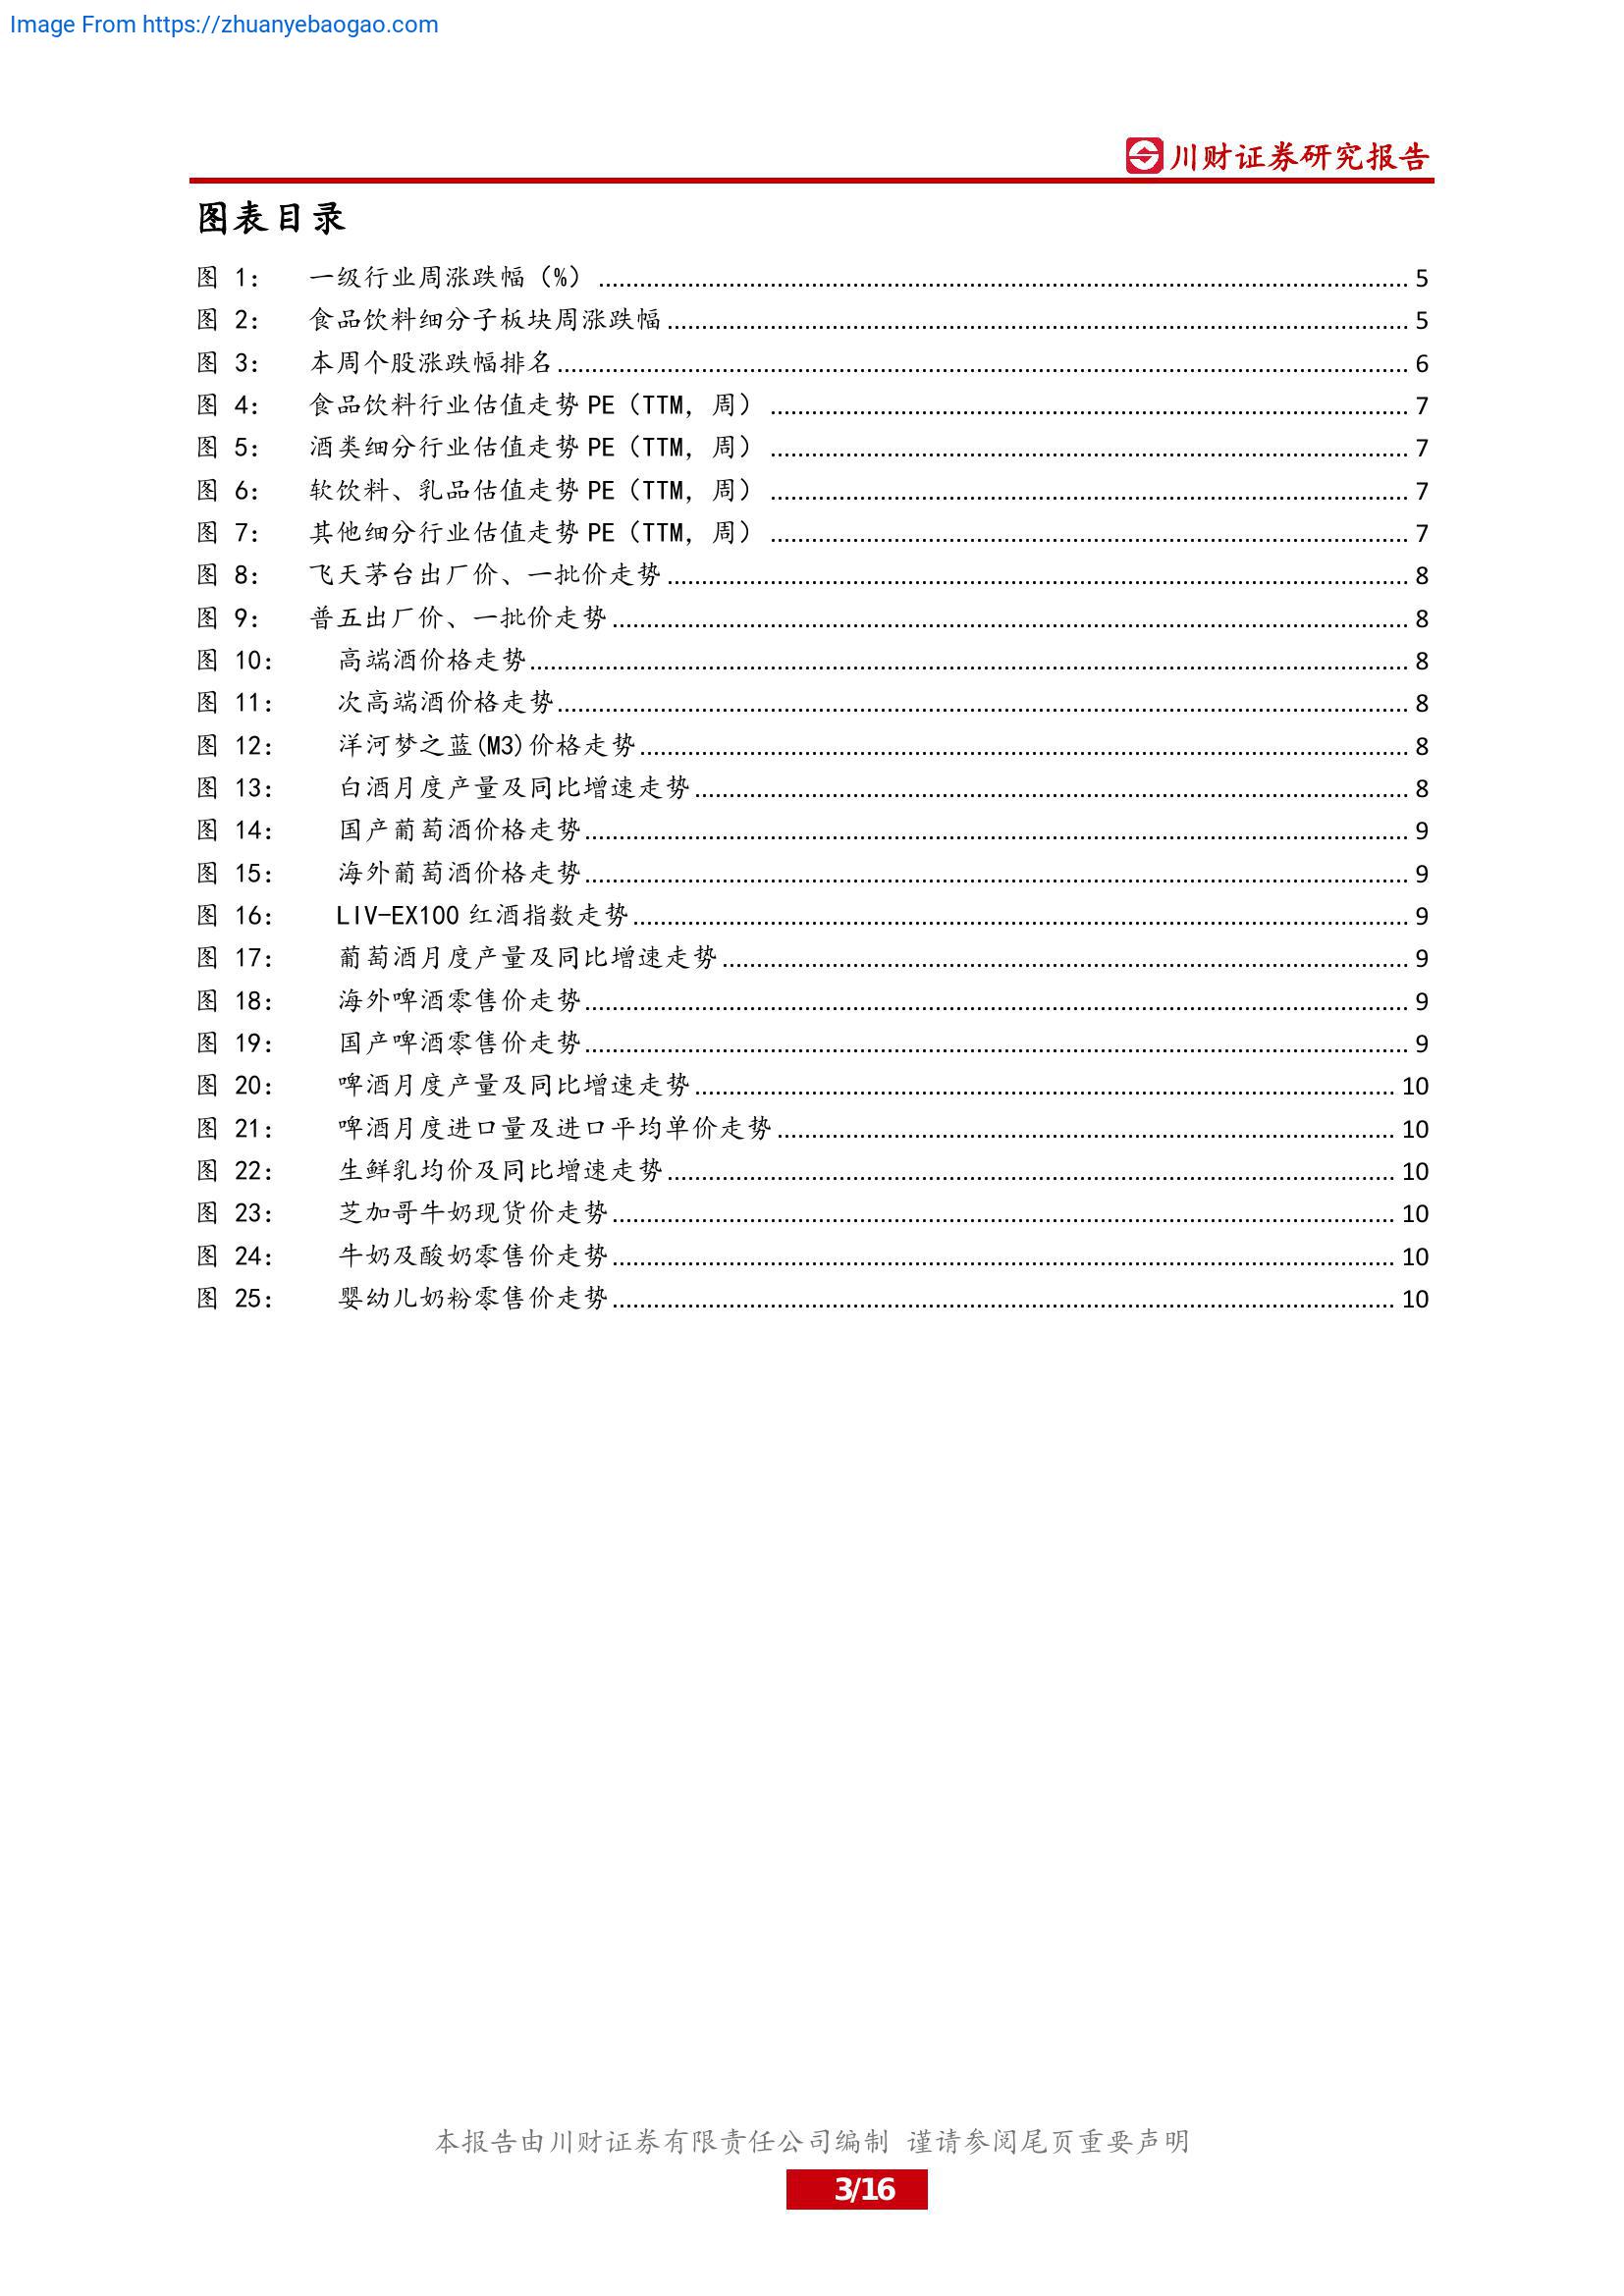 Image From https://zhuanyebaogao.com
川财证券研究报告
图表目录
图 1： 一级行业周涨跌幅（%） 5
图 2： 食品饮料细分子板块周涨跌幅 5
图 3： 本周个股涨跌幅排名 6
图 4： 食品饮料行业估值走势 PE（TTM，周） 7
图 5： 酒类细分行业估值走势 PE（TTM，周） 7
图 6： 软饮料、乳品估值走势 PE（TTM，周） 7
图 7： 其他细分行业估值走势 PE（TTM，周） 7
图 8： 飞天茅台出厂价、一批价走势 8
图 9： 普五出厂价、一批价走势 8
图 10： 高端酒价格走势 8
图 11： 次高端酒价格走势 8
图 12： 洋河梦之蓝(M3)价格走势 8
图 13： 白酒月度产量及同比增速走势 8
图 14： 国产葡萄酒价格走势 9
图 15： 海外葡萄酒价格走势 9
图 16： LIV-EX100 红酒指数走势 9
图 17： 葡萄酒月度产量及同比增速走势 9
图 18： 海外啤酒零售价走势 9
图 19： 国产啤酒零售价走势 9
图 20： 啤酒月度产量及同比增速走势 10
图 21： 啤酒月度进口量及进口平均单价走势 10
图 22： 生鲜乳均价及同比增速走势 10
图 23： 芝加哥牛奶现货价走势 10
图 24： 牛奶及酸奶零售价走势 10
图 25： 婴幼儿奶粉零售价走势 10
本报告由川财证券有限责任公司编制 谨请参阅尾页重要声明
3/16